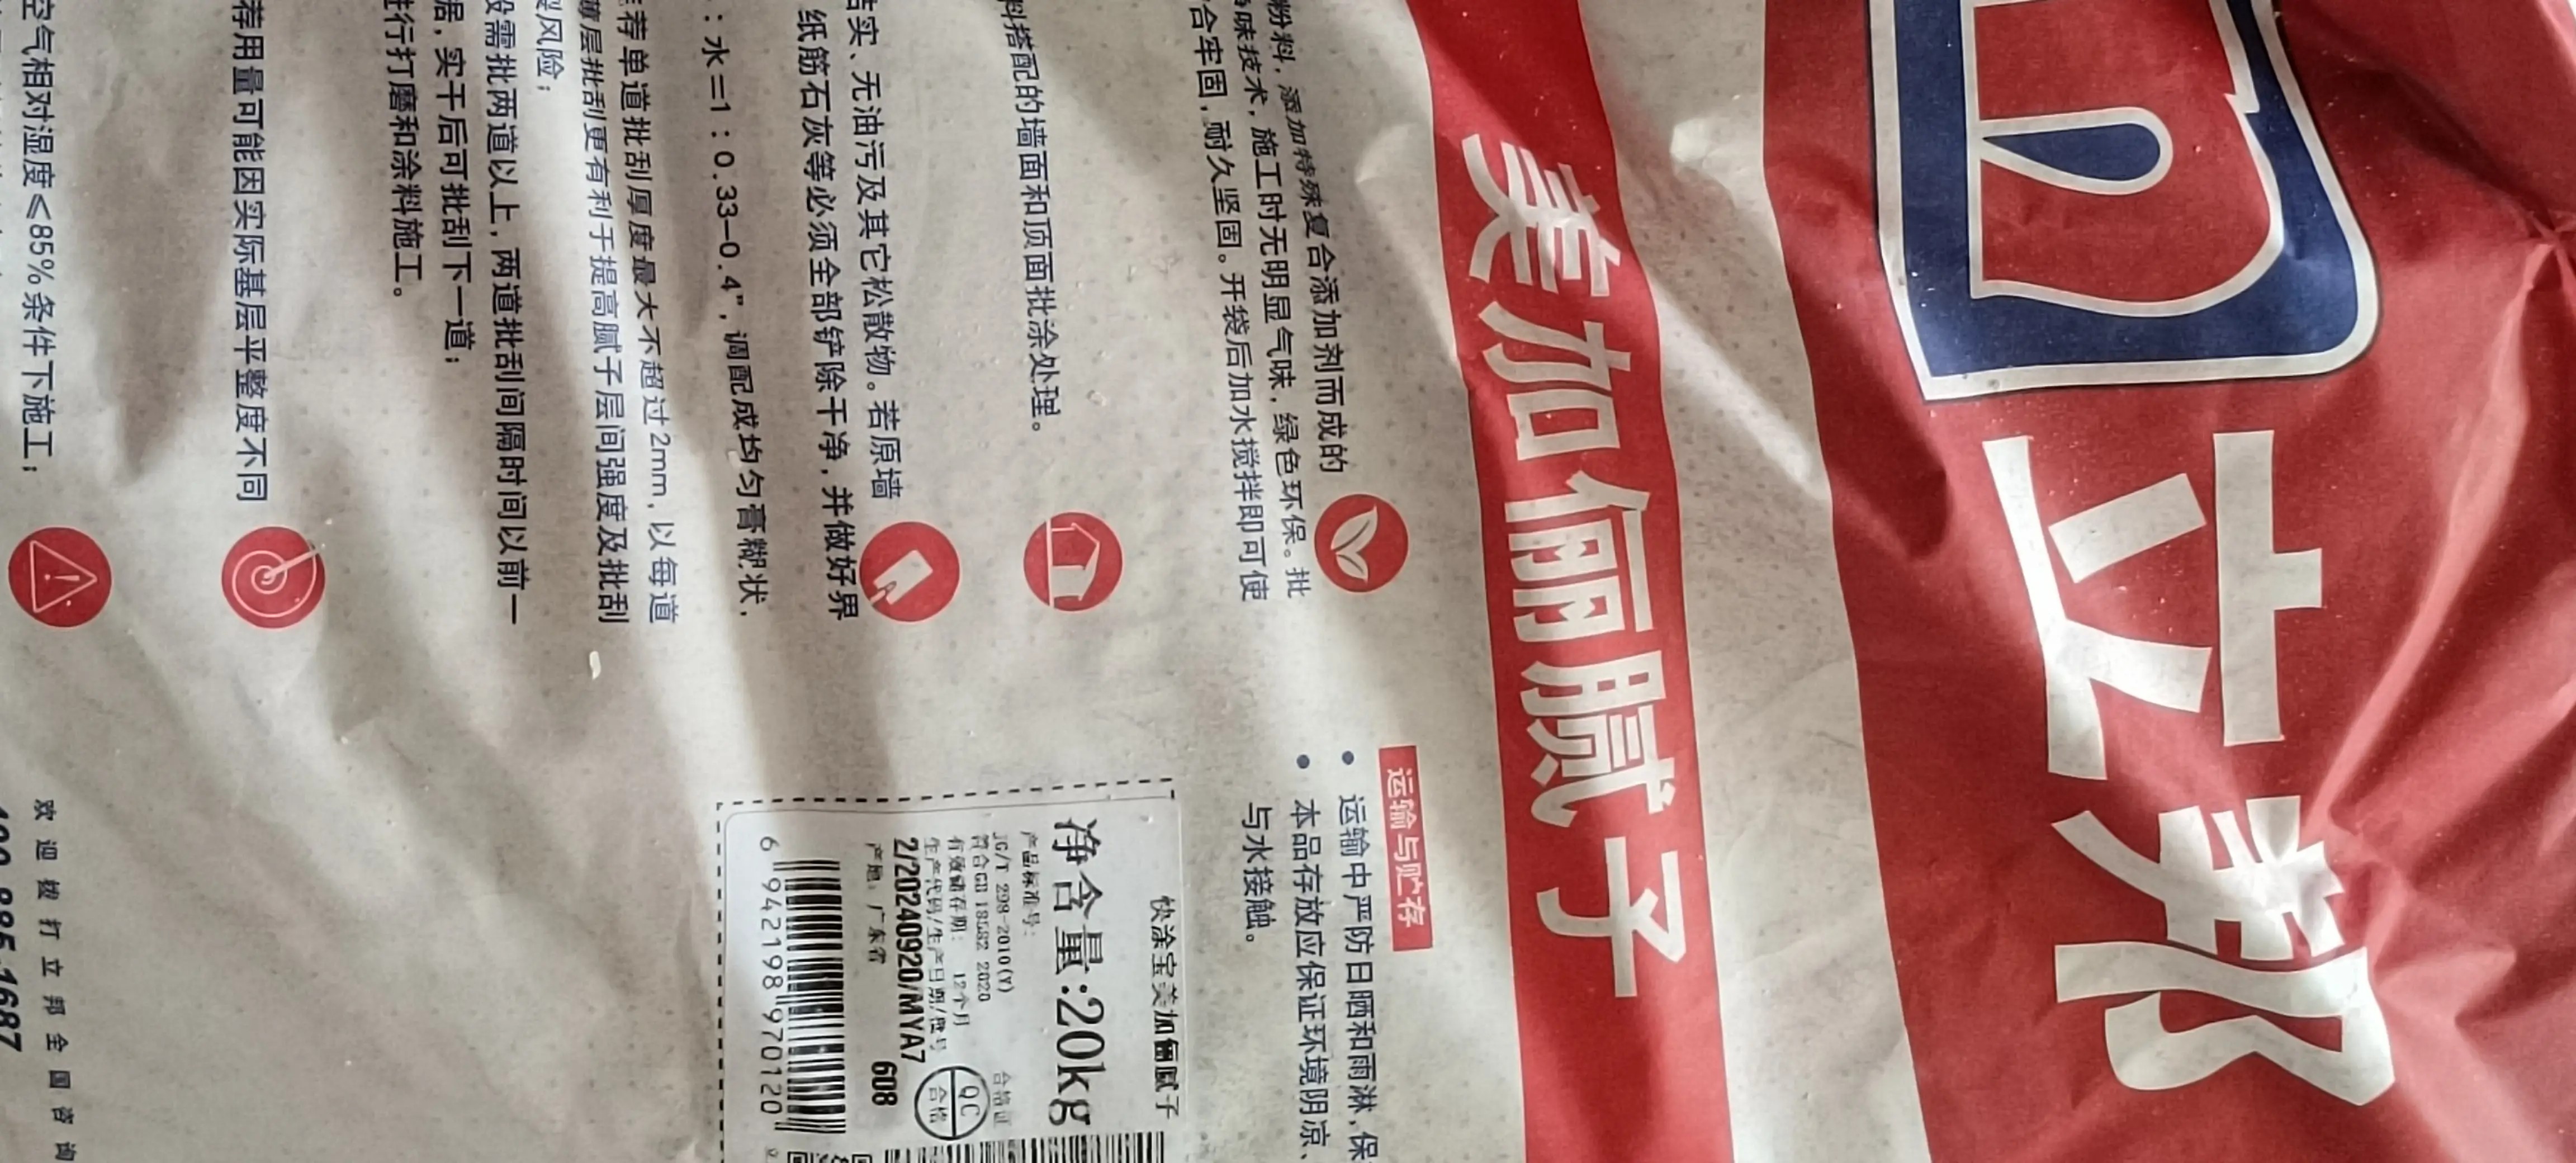 立邦
美加俪腻子
粉料，添加特殊复合添加剂而成的
味技术，施工时无明显气味，绿色环保。批
合牢固，耐久坚固。开袋后加水搅拌即可使
料搭配的墙面和顶面批涂处理。
实、无油污及其它松散物。若原墙
纸筋石灰等必须全部铲除干净，并做好界
：水＝1：0.33-0.4"，调配成均匀膏糊状，
荐单道批刮厚度最大不超过2mm，以每道
薄层批刮更有利于提高腻子层间强度及批刮
裂风险；
需批两道以上，两道批刮间隔时间以前一
据，实干后可批刮下一道；
进行打磨和涂料施工。
荐用量可能因实际基层平整度不同
空气相对湿度≤85%条件下施工；
运输与贮存
• 运输中严防日晒和雨淋，保
• 本品存放应保证环境阴凉、
与水接触。
快涂宝美加俪腻子
净含量:20kg
产品标准号:
JG/T 298-2010(Y)
符合GB 18582 2020
有效储存期: 12个月
生产代码/生产日期/批号
2/20240920/MYA7
608
产地: 广东省
合格证
QC
合格
6 942198 970120
欢迎拨打立邦全国咨询
885-1687